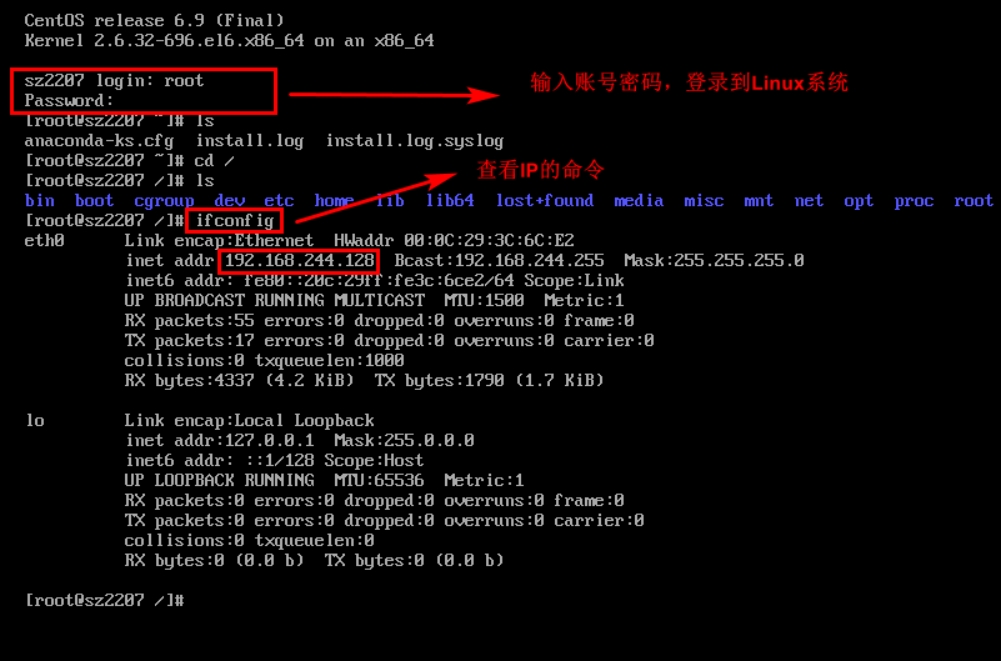 CentOS release 6.9 (Final)
Kernel 2.6.32-696.el6.x86_64 on an x86_64
sz2207 login: root
输入账号密码，登录到Linux系统
Password:
[root@sz2207 ~]# ls
anaconda-ks.cfg  install.log  install.log.syslog
[root@sz2207 ~]# cd /
查看IP的命令
[root@sz2207 /]# ls
bin  boot  cgroup  dev  etc  home  lib  lib64  lost+found  media  misc  mnt  net  opt  proc  root
[root@sz2207 /]# ifconfig
eth0      Link encap:Ethernet  HWaddr 00:0C:29:3C:6C:E2
          inet addr:192.168.244.128  Bcast:192.168.244.255  Mask:255.255.255.0
          inet6 addr: fe80::20c:29ff:fe3c:6ce2/64 Scope:Link
          UP BROADCAST RUNNING MULTICAST  MTU:1500  Metric:1
          RX packets:55 errors:0 dropped:0 overruns:0 frame:0
          TX packets:17 errors:0 dropped:0 overruns:0 carrier:0
          collisions:0 txqueuelen:1000
          RX bytes:4337 (4.2 KiB)  TX bytes:1790 (1.7 KiB)
lo        Link encap:Local Loopback
          inet addr:127.0.0.1  Mask:255.0.0.0
          inet6 addr: ::1/128 Scope:Host
          UP LOOPBACK RUNNING  MTU:65536  Metric:1
          RX packets:0 errors:0 dropped:0 overruns:0 frame:0
          TX packets:0 errors:0 dropped:0 overruns:0 carrier:0
          collisions:0 txqueuelen:0
          RX bytes:0 (0.0 b)  TX bytes:0 (0.0 b)
[root@sz2207 /]#